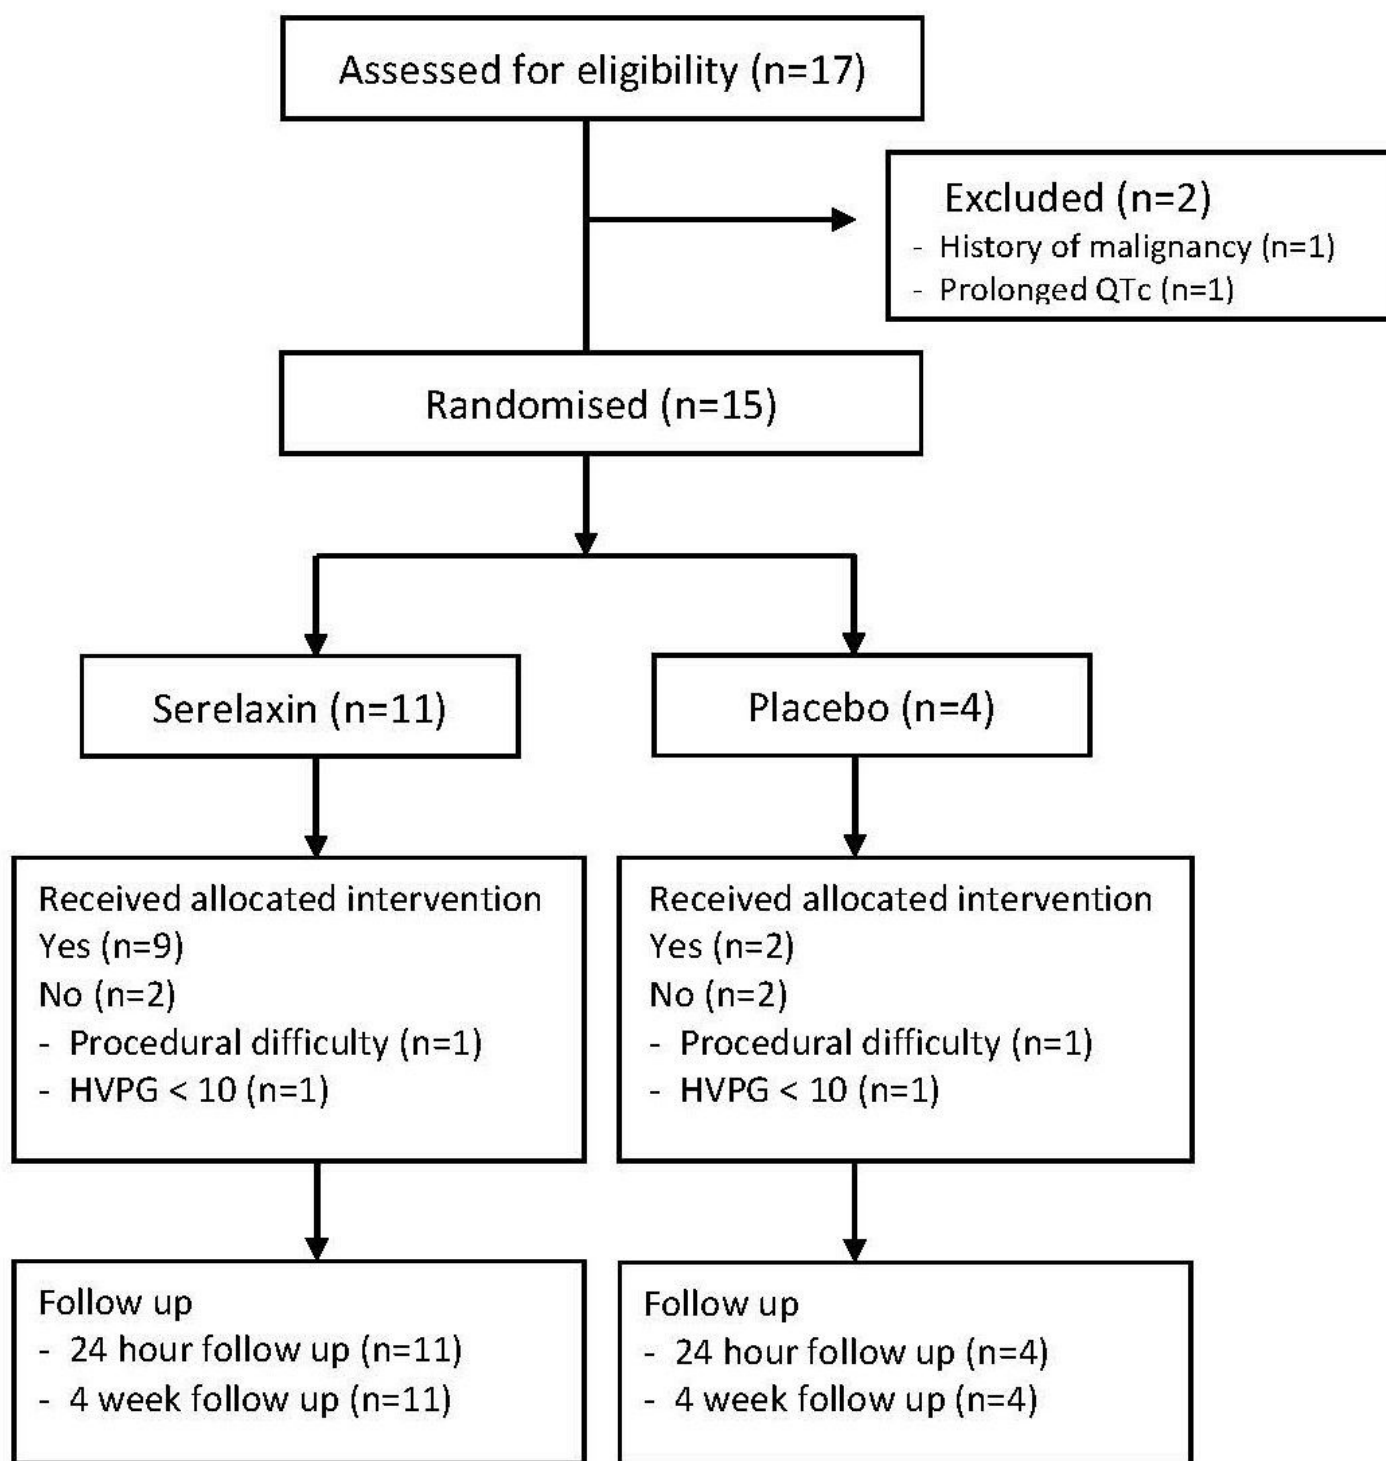 Assessed for eligibility (n=17)
Excluded (n=2)
- History of malignancy (n=1)
- Prolonged QTc (n=1)
Randomised (n=15)
Serelaxin (n=11)
Placebo (n=4)
Received allocated intervention
Yes (n=9)
No (n=2)
- Procedural difficulty (n=1)
- HVPG < 10 (n=1)
Received allocated intervention
Yes (n=2)
No (n=2)
- Procedural difficulty (n=1)
- HVPG < 10 (n=1)
Follow up
- 24 hour follow up (n=11)
- 4 week follow up (n=11)
Follow up
- 24 hour follow up (n=4)
- 4 week follow up (n=4)